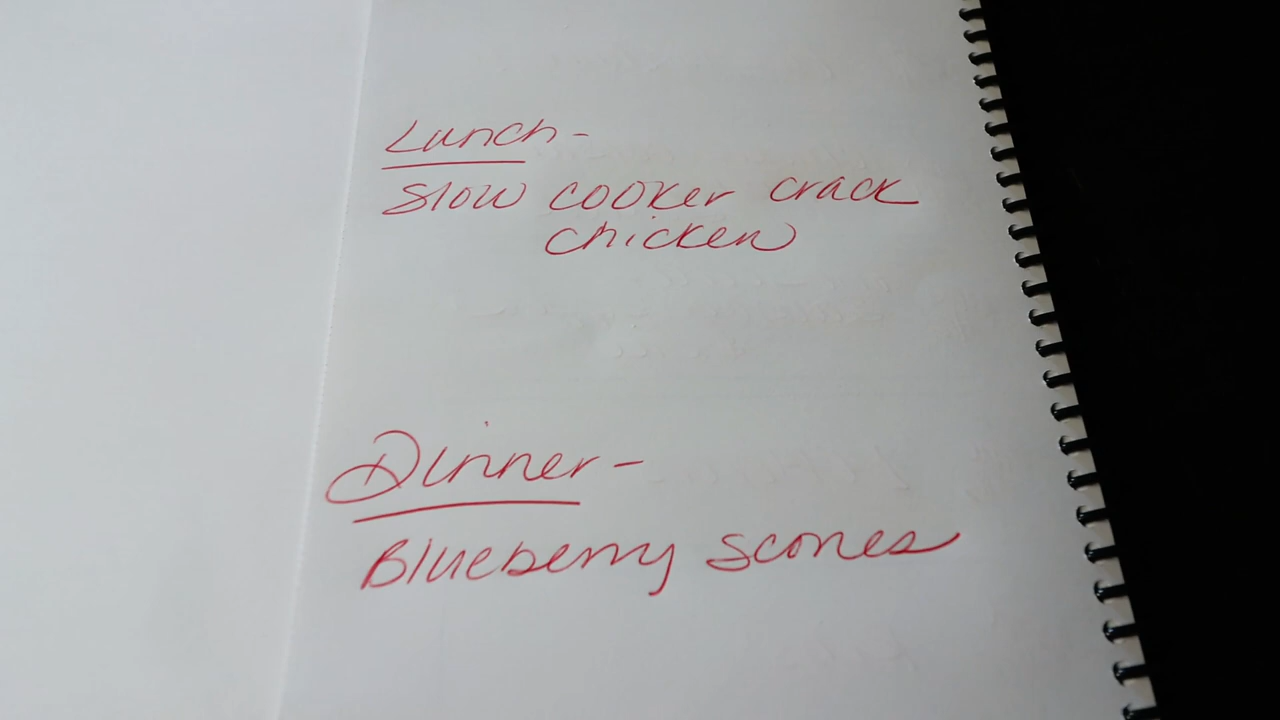 Lunch-
Slow cooker crack
chicken
Dinner-
Blueberry scones